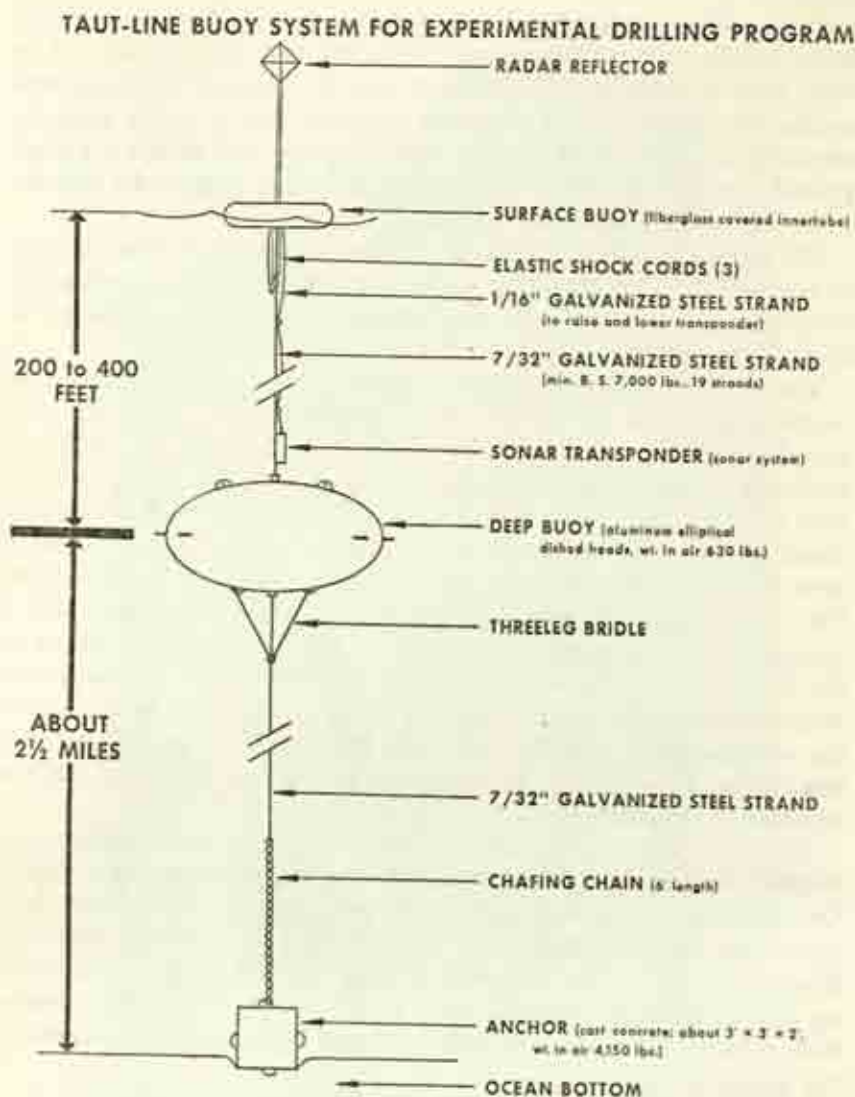 TAUT-LINE BUOY SYSTEM FOR EXPERIMENTAL DRILLING PROGRAM
RADAR REFLECTOR
SURFACE BUOY (fiberglass covered innertube)
ELASTIC SHOCK CORDS (3)
1/16" GALVANIZED STEEL STRAND
(to raise and lower transponder)
200 to 400
FEET
7/32" GALVANIZED STEEL STRAND
(min. B. S. 7,000 lbs., 19 strands)
SONAR TRANSPONDER (sonar system)
DEEP BUOY (aluminum elliptical
dished heads, wt. in air 630 lbs.)
THREELEG BRIDLE
ABOUT
2½ MILES
7/32" GALVANIZED STEEL STRAND
CHAFING CHAIN (6' length)
ANCHOR (cast concrete; about 3' × 3' × 2',
wt. in air 4,150 lbs.)
OCEAN BOTTOM